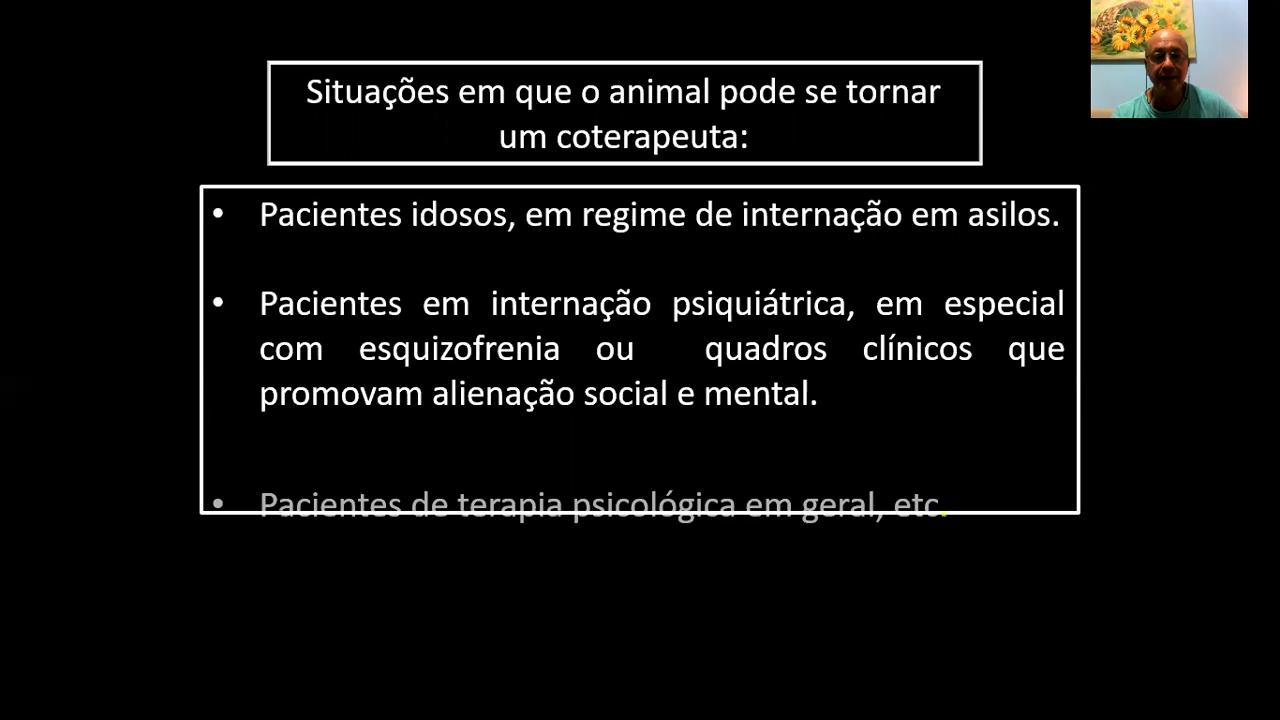 Situações em que o animal pode se tornar
um coterapeuta:
• Pacientes idosos, em regime de internação em asilos.
• Pacientes em internação psiquiátrica, em especial
com esquizofrenia ou quadros clínicos que
promovam alienação social e mental.
• Pacientes de terapia psicológica em geral, etc.